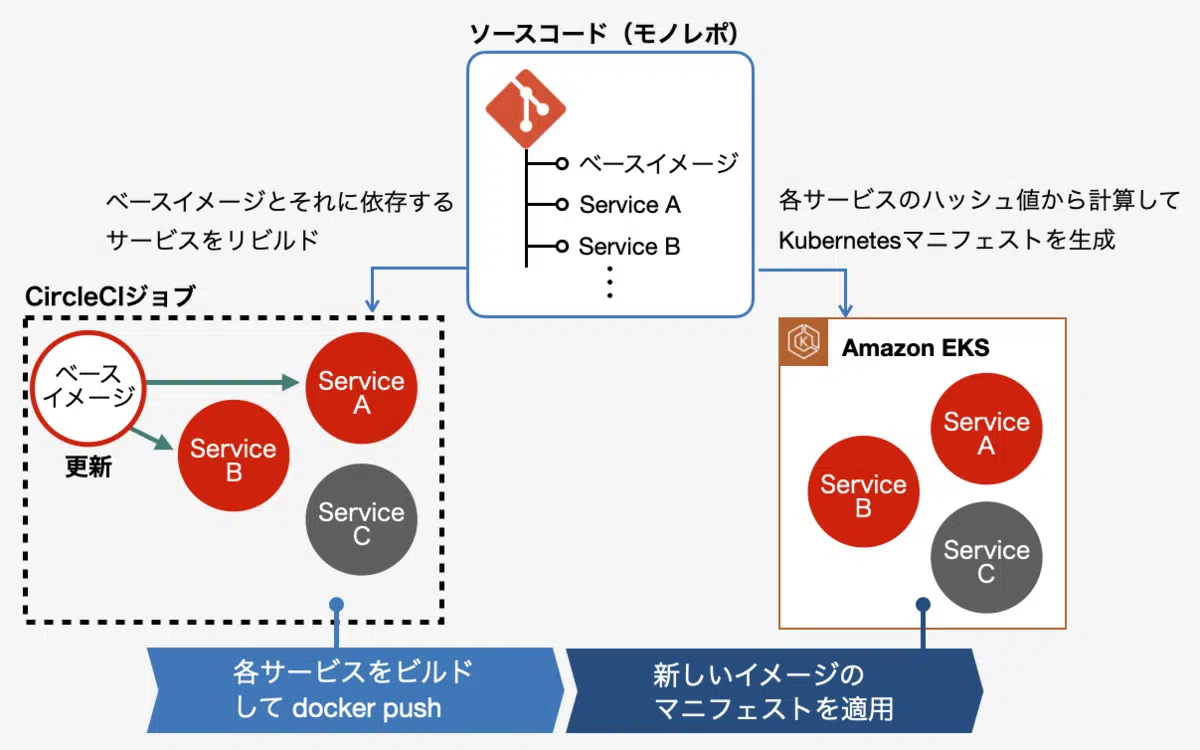 ソースコード（モノレポ）
ベースイメージ
Service A
Service B
ベースイメージとそれに依存する
サービスをリビルド
各サービスのハッシュ値から計算して
Kubernetesマニフェストを生成
CircleCIジョブ
ベース
イメージ
更新
Service
A
Service
B
Service
C
K
Amazon EKS
Service
A
Service
B
Service
C
各サービスをビルド
して docker push
新しいイメージの
マニフェストを適用